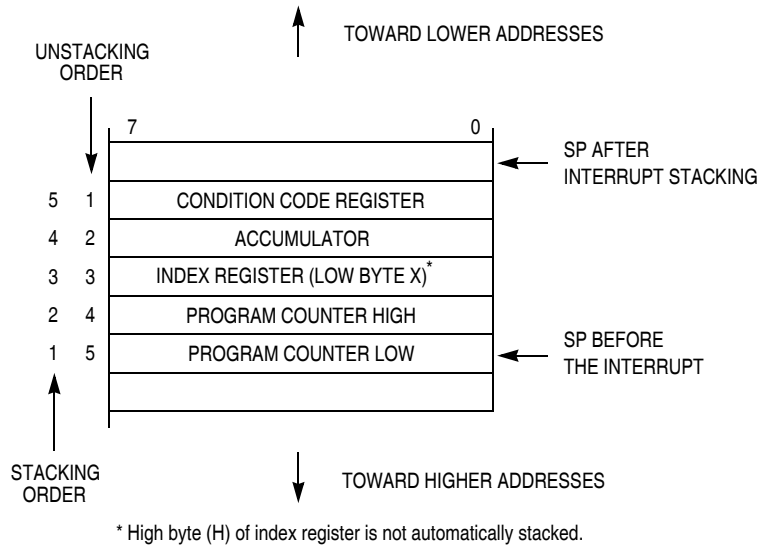 TOWARD LOWER ADDRESSES
UNSTACKING
ORDER
7 0
SP AFTER
INTERRUPT STACKING
5 1 CONDITION CODE REGISTER
4 2 ACCUMULATOR
3 3 INDEX REGISTER (LOW BYTE X)*
2 4 PROGRAM COUNTER HIGH
1 5 PROGRAM COUNTER LOW
SP BEFORE
THE INTERRUPT
STACKING
ORDER
TOWARD HIGHER ADDRESSES
* High byte (H) of index register is not automatically stacked.